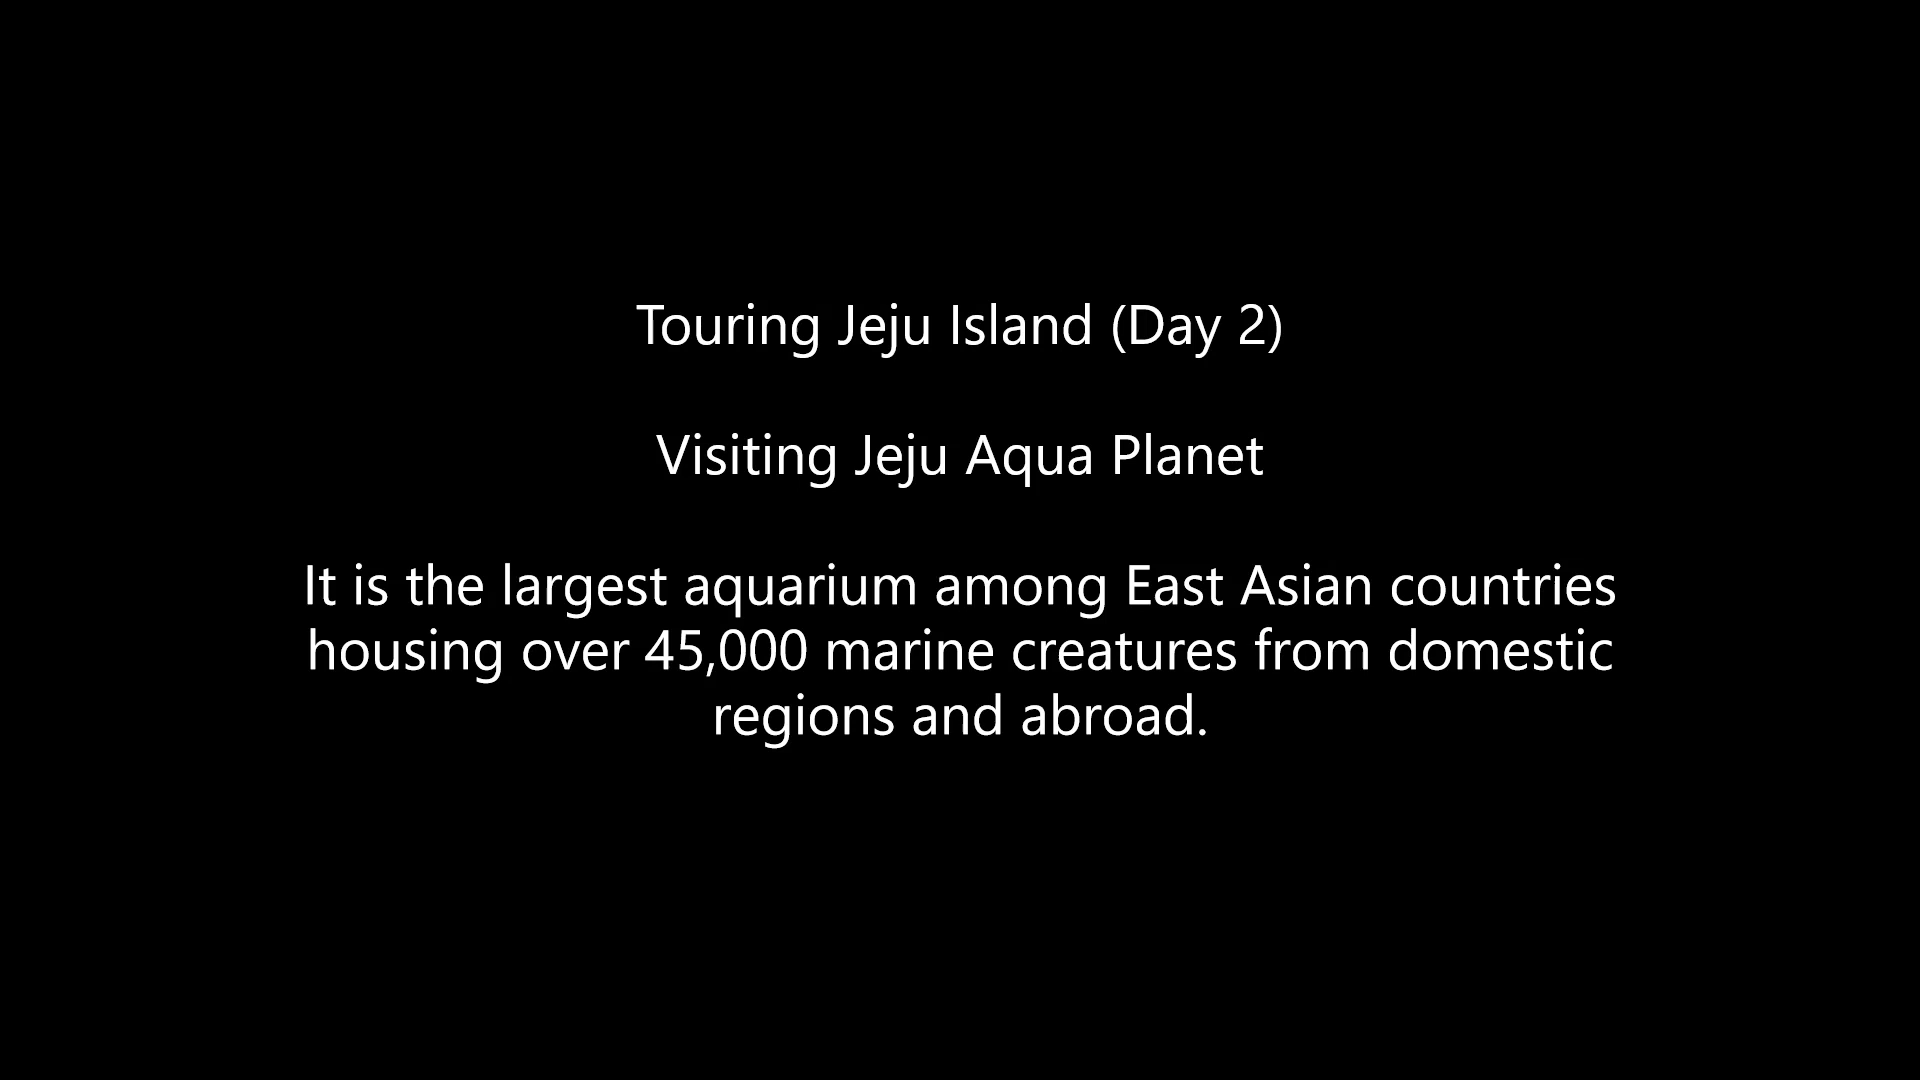 Touring Jeju Island (Day 2)
Visiting Jeju Aqua Planet
It is the largest aquarium among East Asian countries
housing over 45,000 marine creatures from domestic
regions and abroad.